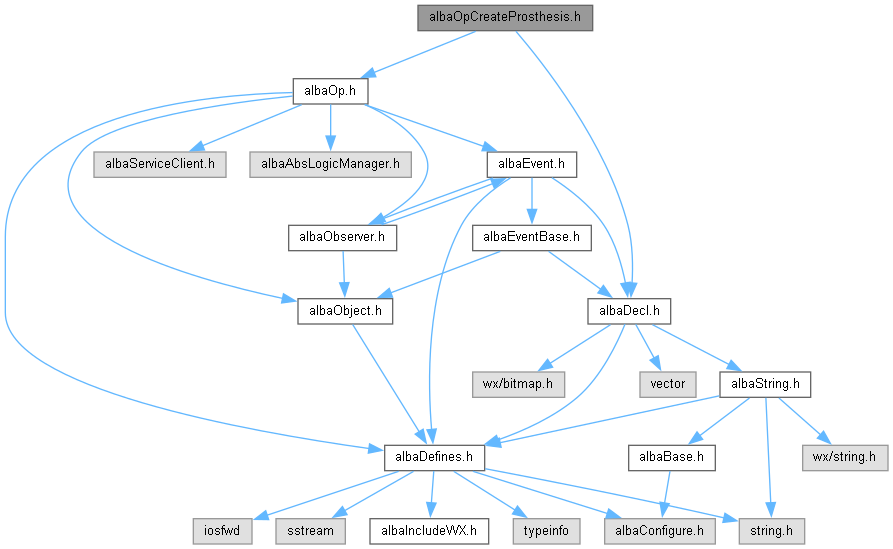 albaOpCreateProsthesis.h
albaOp.h
albaServiceClient.h
albaAbsLogicManager.h
albaEvent.h
albaObserver.h
albaEventBase.h
albaObject.h
albaDecl.h
wx/bitmap.h
vector
albaString.h
albaDefines.h
albaBase.h
wx/string.h
iosfwd
sstream
albaIncludeWX.h
typeinfo
albaConfigure.h
string.h